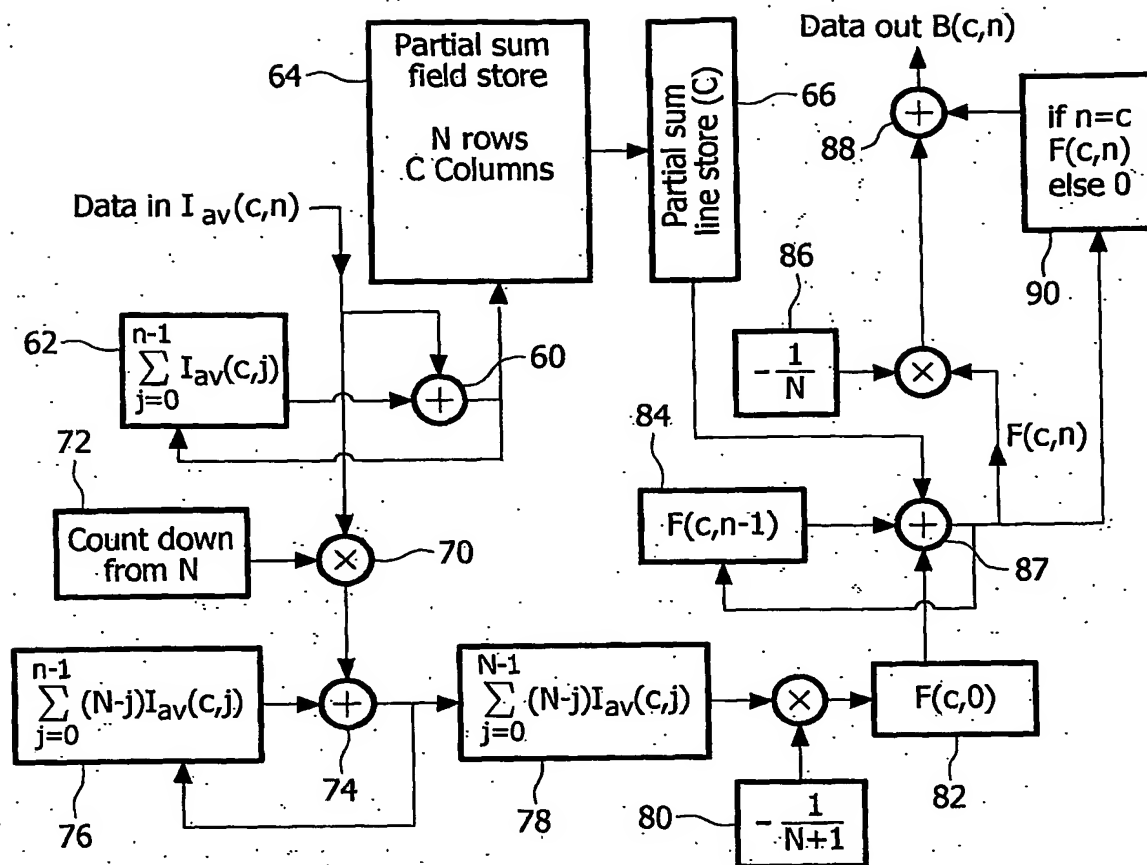 Data out B(c,n)
64
Partial sum
field store
N rows
C Columns
Partial sum
line store (C)
66
+
88
if n=c
F(c,n)
else 0
90
Data in I av(c,n)
86
62
n-1
∑ I av(c,j)
j=0
+
60
- 1/N
×
84
F(c,n)
72
Count down
from N
×
70
F(c,n-1)
+
87
n-1
∑ (N-j)I av(c,j)
j=0
76
+
74
N-1
∑ (N-j)I av(c,j)
j=0
78
×
F(c,0)
82
80
- 1/N+1